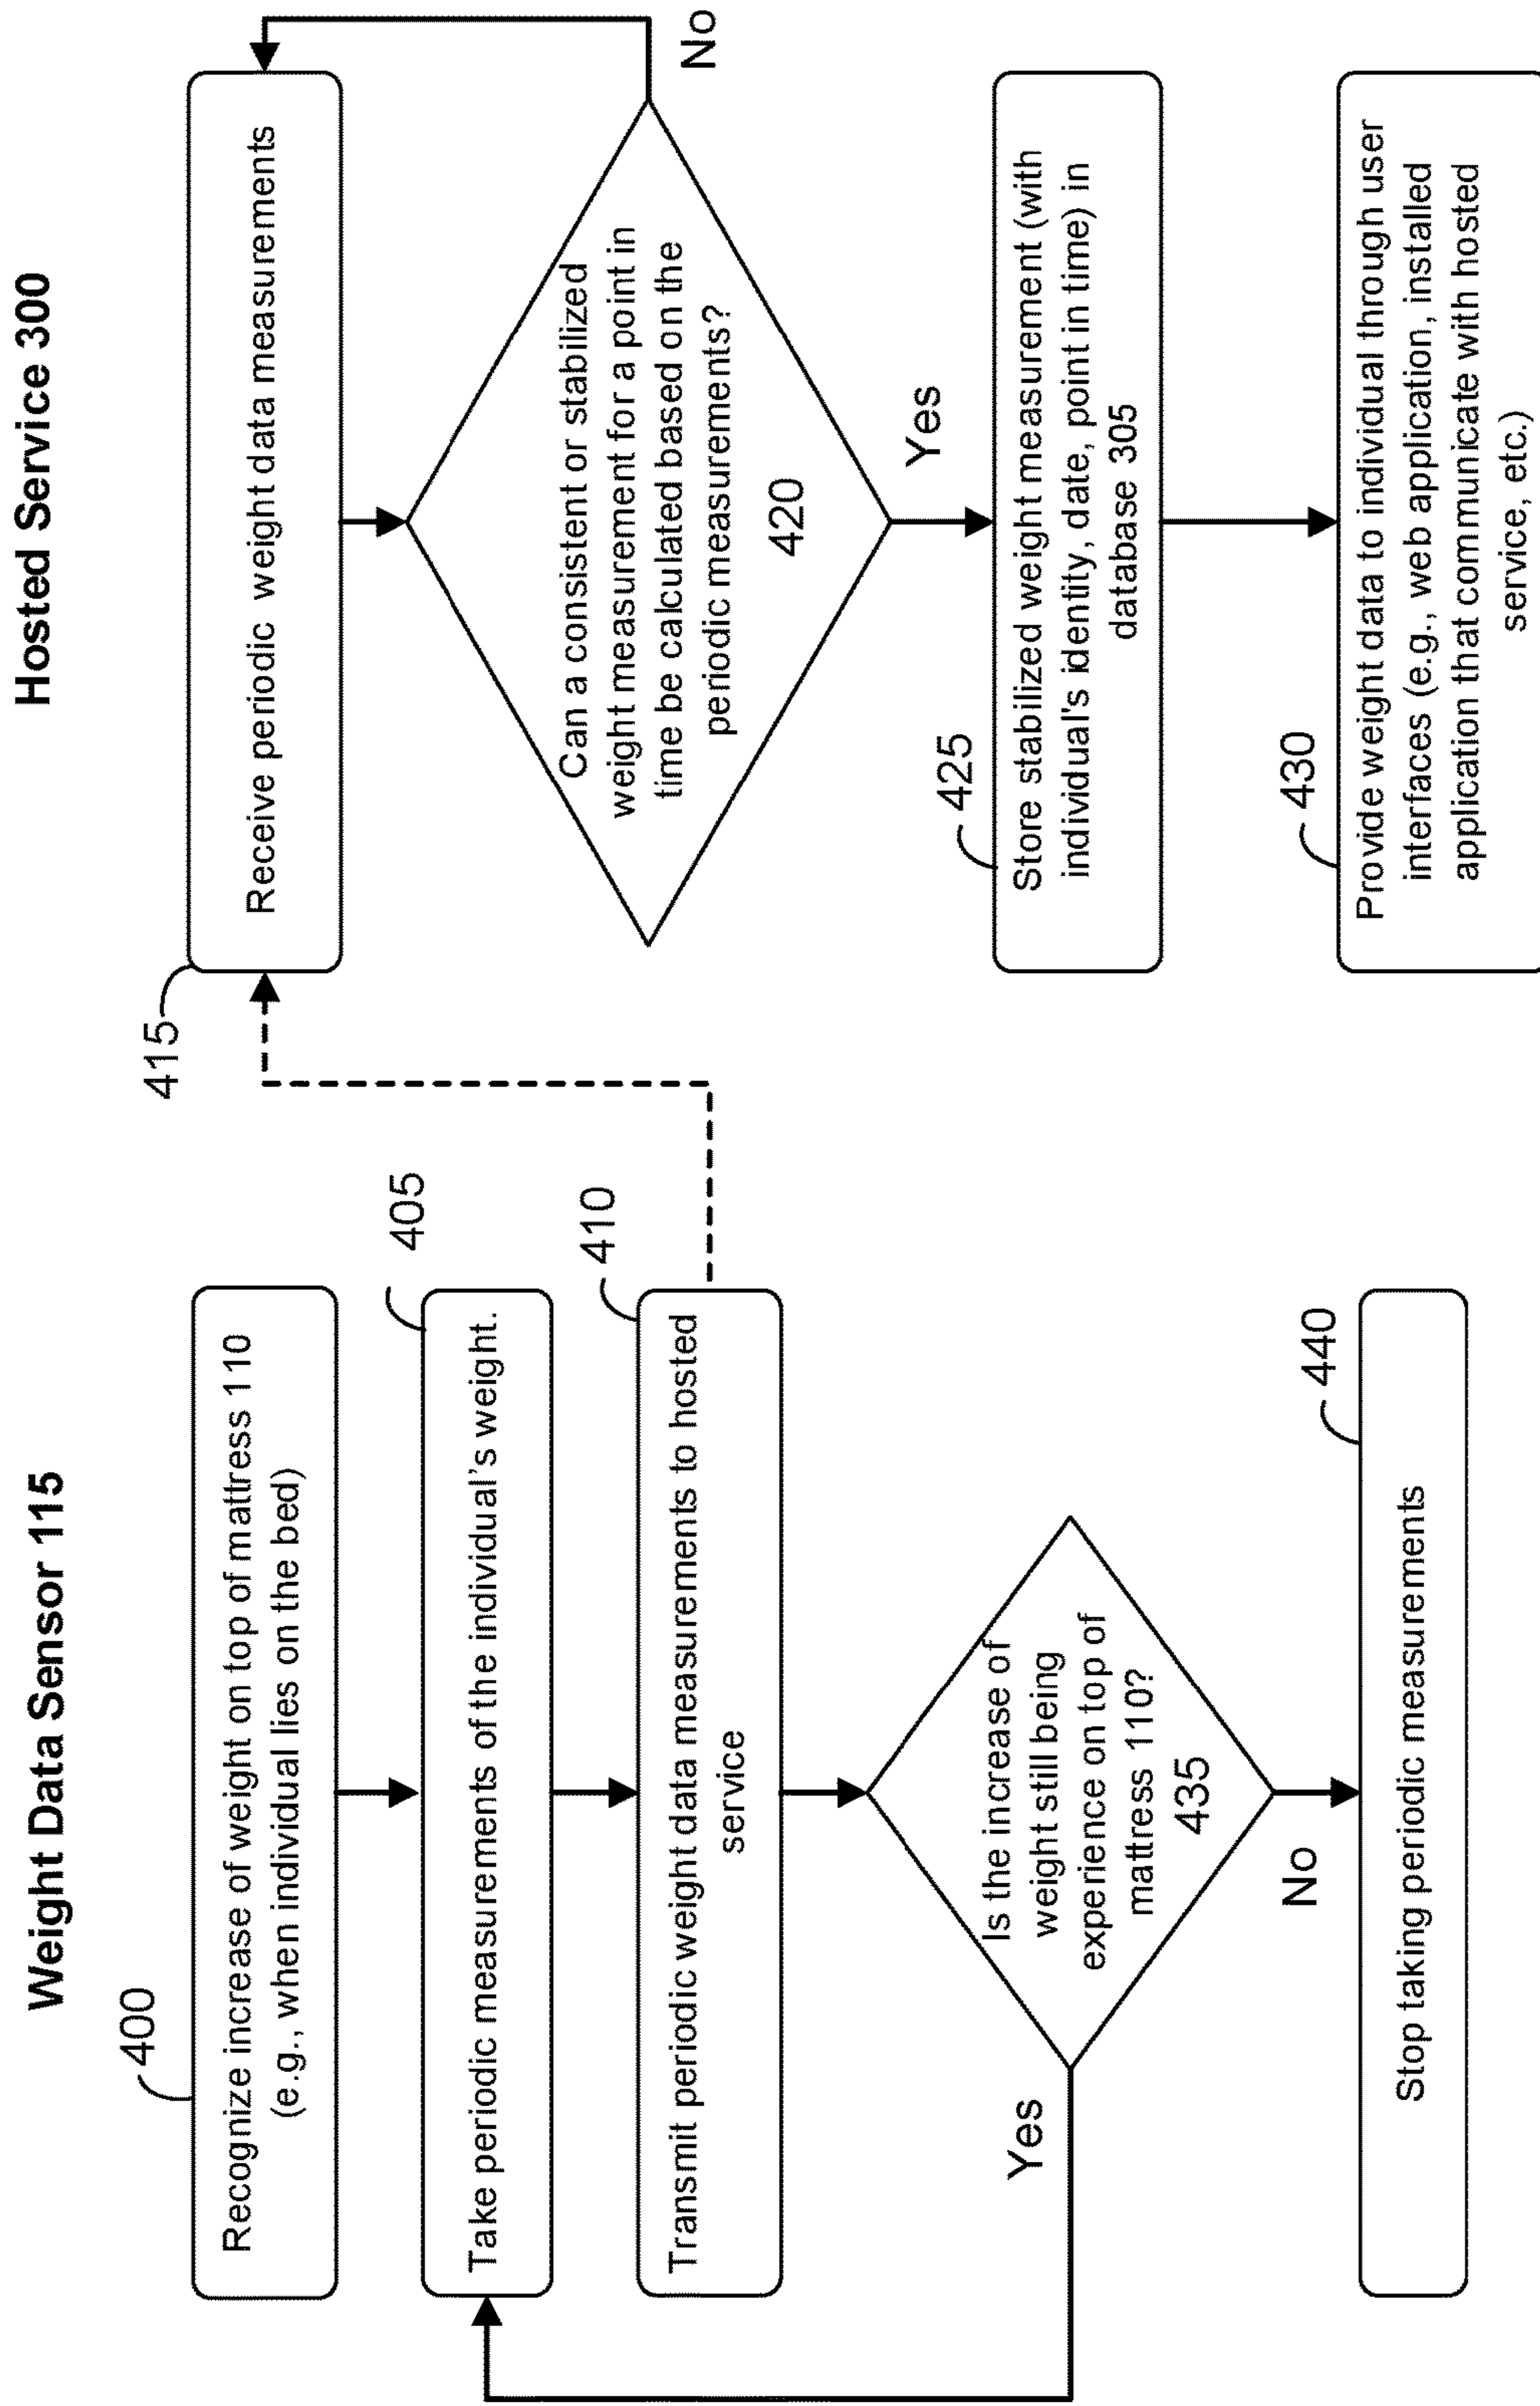 Weight Data Sensor 115
400
Recognize increase of weight on top of mattress 110
(e.g., when individual lies on the bed)
405
Take periodic measurements of the individual's weight.
410
Transmit periodic weight data measurements to hosted
service
Is the increase of
weight still being
experience on top of
mattress 110?
435
Yes
No
440
Stop taking periodic measurements
Hosted Service 300
415
Receive periodic weight data measurements
Can a consistent or stabilized
weight measurement for a point in
time be calculated based on the
periodic measurements?
420
No
Yes
425
Store stabilized weight measurement (with
individual's identity, date, point in time) in
database 305
430
Provide weight data to individual through user
interfaces (e.g., web application, installed
application that communicate with hosted
service, etc.)